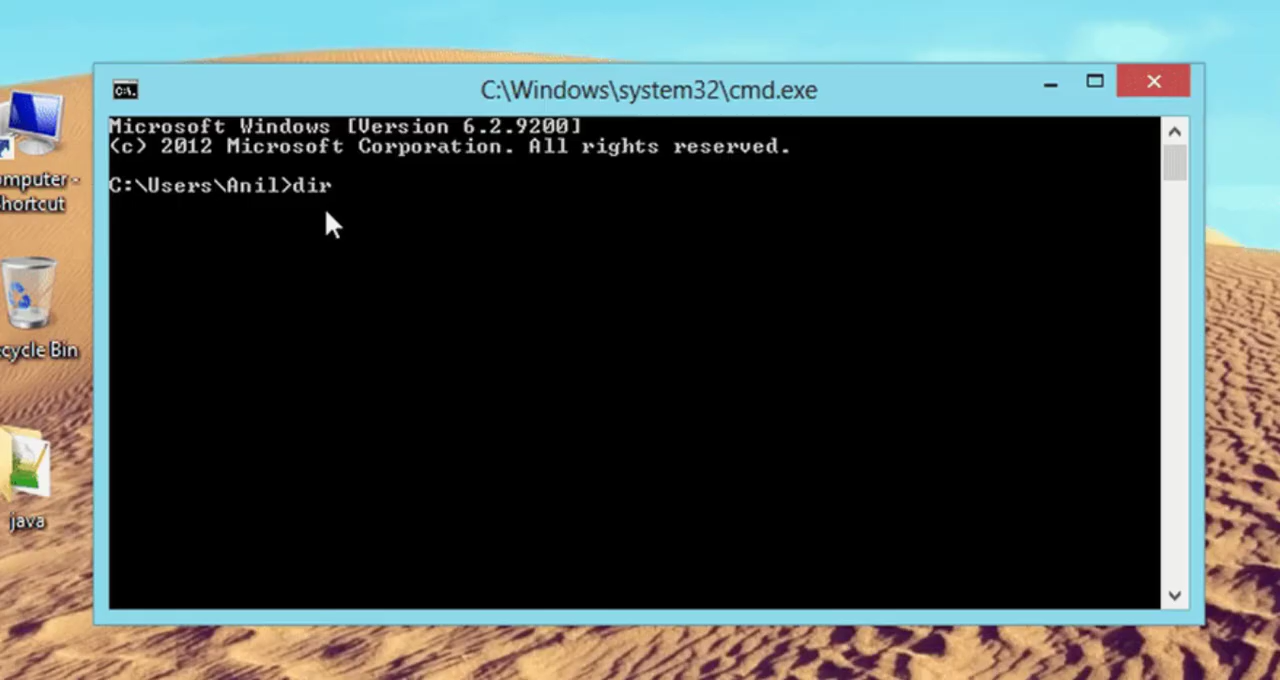 C:\Windows\system32\cmd.exe
Microsoft Windows [Version 6.2.9200]
(c) 2012 Microsoft Corporation. All rights reserved.
C:\Users\Anil>dir
omputer -
hortcut
cycle Bin
java